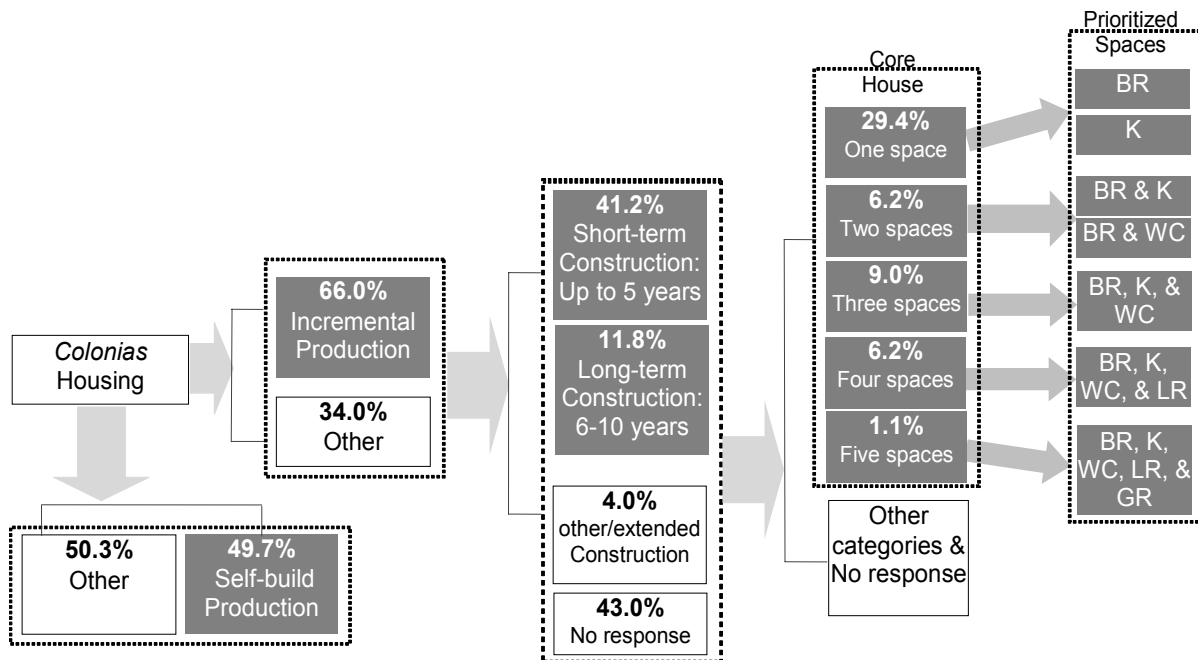 Colonias
Housing
50.3%
Other
49.7%
Self-build
Production
66.0%
Incremental
Production
34.0%
Other
41.2%
Short-term
Construction:
Up to 5 years
11.8%
Long-term
Construction:
6-10 years
4.0%
other/extended
Construction
43.0%
No response
Core
House
29.4%
One space
6.2%
Two spaces
9.0%
Three spaces
6.2%
Four spaces
1.1%
Five spaces
Other
categories &
No response
Prioritized
Spaces
BR
K
BR & K
BR & WC
BR, K, &
WC
BR, K,
WC, & LR
BR, K,
WC, LR, &
GR